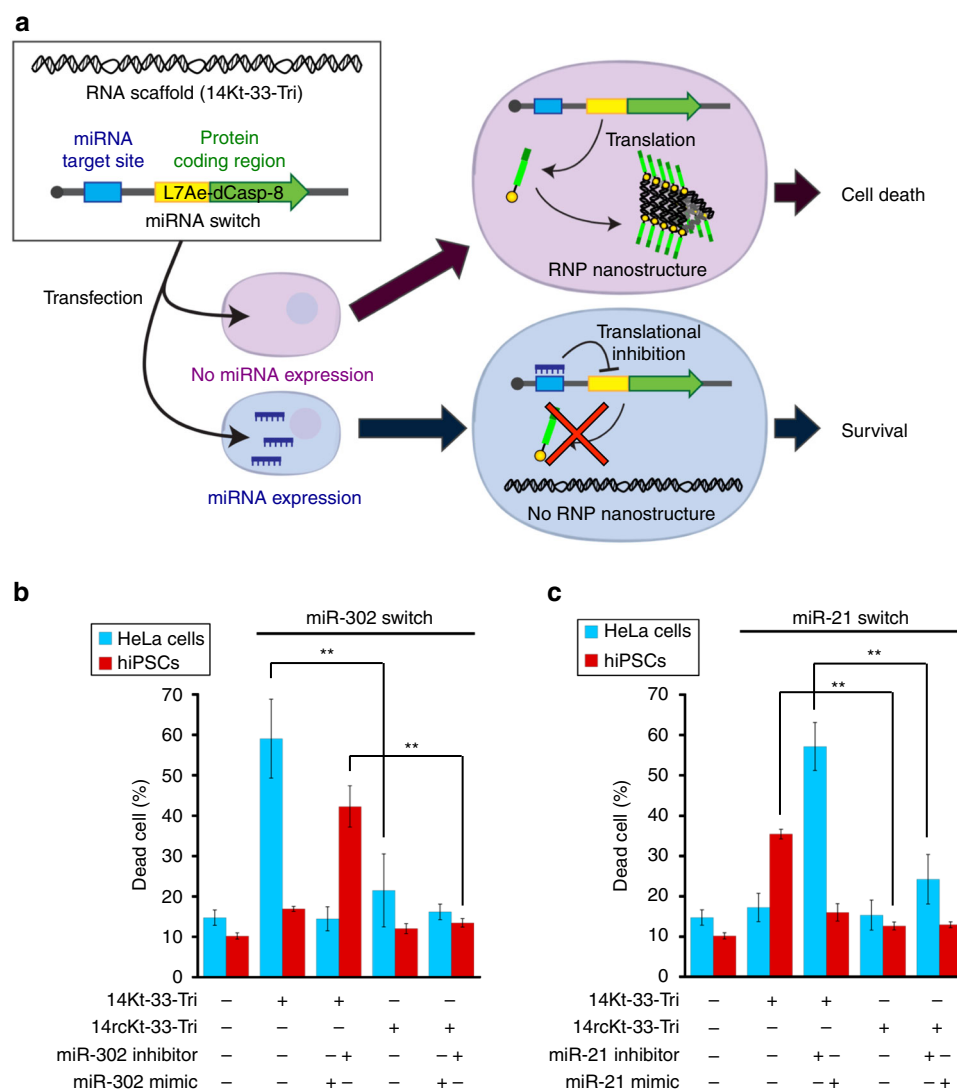 a
RNA scaffold (14Kt-33-Tri)
miRNA
target site
Protein
coding region
L7Ae-dCasp-8
miRNA switch
Transfection
No miRNA expression
miRNA expression
Translation
RNP nanostructure
Cell death
Translational
inhibition
No RNP nanostructure
Survival
b
miR-302 switch
HeLa cells
hiPSCs
**
**
Dead cell (%)
70
60
50
40
30
20
10
0
14Kt-33-Tri – + + – –
14rcKt-33-Tri – – – + +
miR-302 inhibitor – – – + – – +
miR-302 mimic – – + – – + –
c
miR-21 switch
HeLa cells
hiPSCs
**
**
Dead cell (%)
70
60
50
40
30
20
10
0
14Kt-33-Tri – + + – –
14rcKt-33-Tri – – – + +
miR-21 inhibitor – – + – – + –
miR-21 mimic – – – + – – +